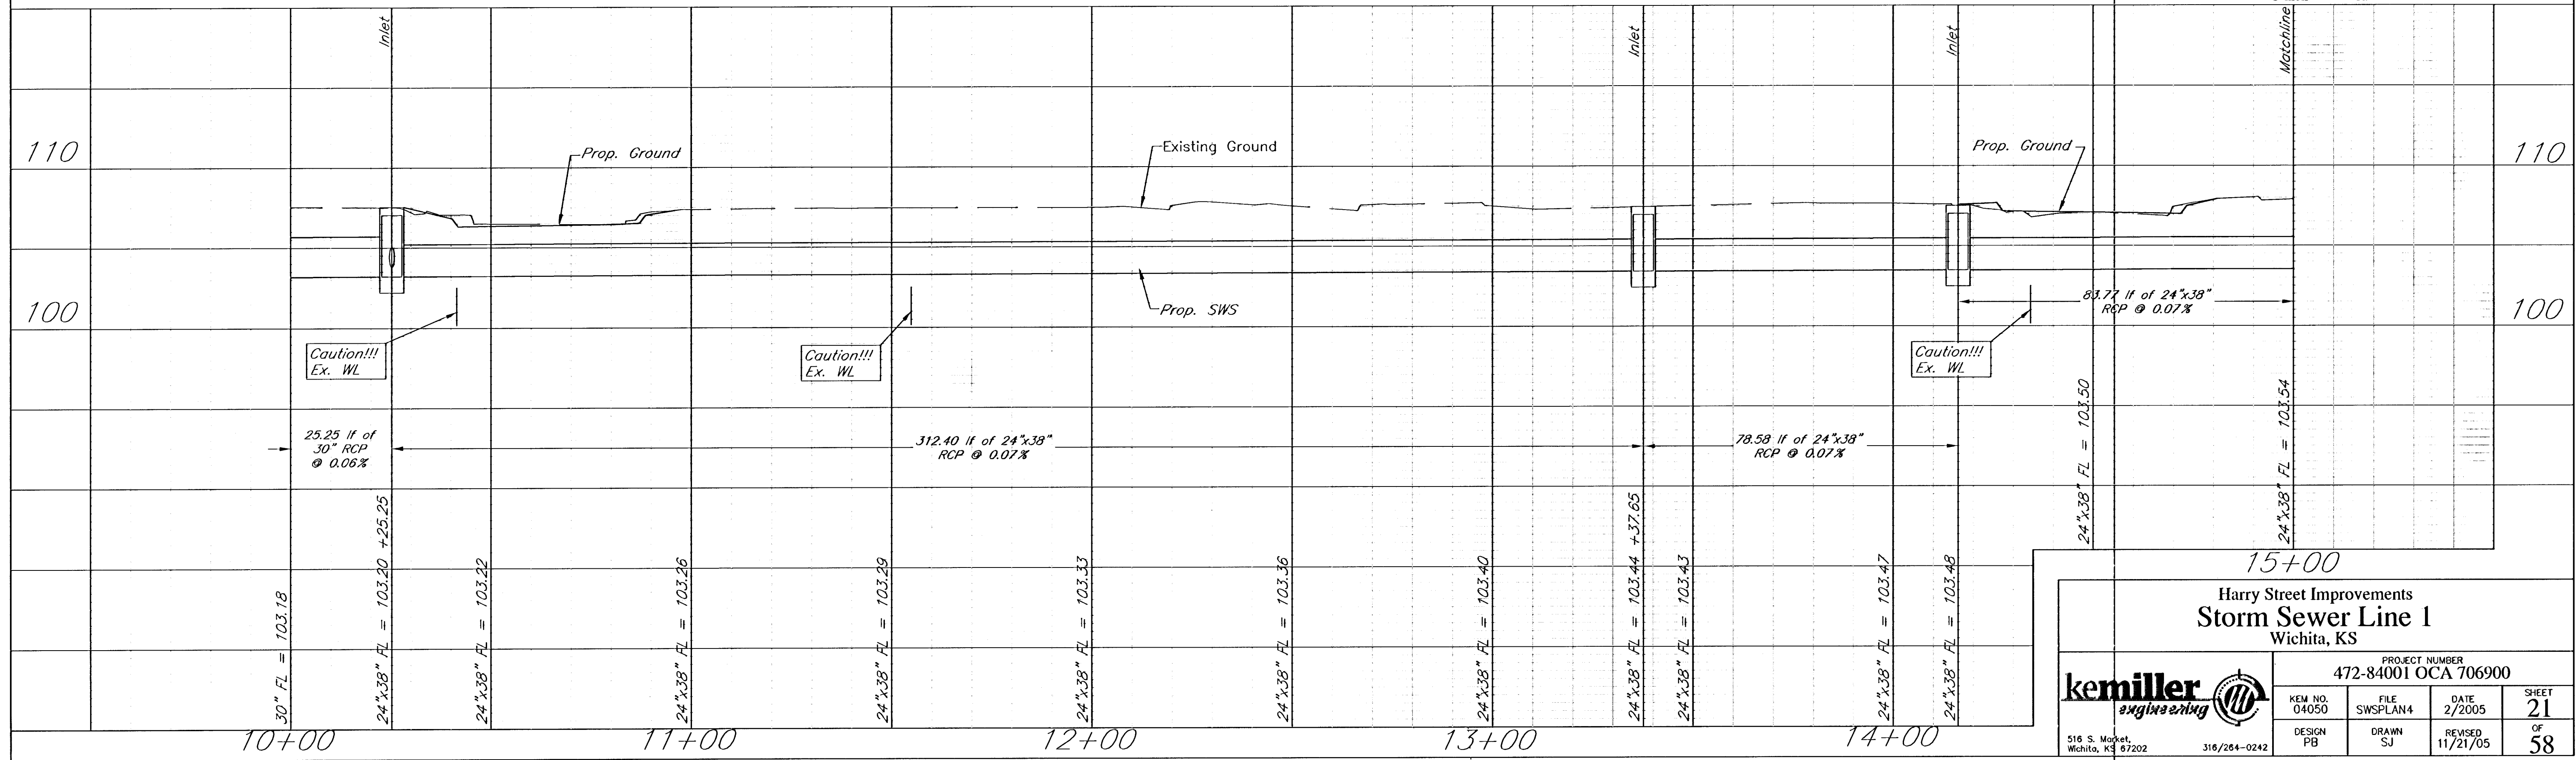 Inlet
Inlet
Inlet
Matchline
110
Prop. Ground
Existing Ground
Prop. Ground
110
100
Prop. SWS
83.77 lf of 24"x38"
RCP @ 0.07%
100
Caution!!!
Ex. WL
Caution!!!
Ex. WL
Caution!!!
Ex. WL
25.25 lf of
30" RCP
@ 0.06%
312.40 lf of 24"x38"
RCP @ 0.07%
78.58 lf of 24"x38"
RCP @ 0.07%
30" FL = 103.18
24"x38" FL = 103.20 +25.25
24"x38" FL = 103.22
24"x38" FL = 103.26
24"x38" FL = 103.29
24"x38" FL = 103.33
24"x38" FL = 103.36
24"x38" FL = 103.40
24"x38" FL = 103.44 +37.65
24"x38" FL = 103.43
24"x38" FL = 103.47
24"x38" FL = 103.48
24"x38" FL = 103.50
24"x38" FL = 103.54
10+00
11+00
12+00
13+00
14+00
15+00
Harry Street Improvements
Storm Sewer Line 1
Wichita, KS
kemiller
engineering
516 S. Market,
Wichita, KS 67202
316/264-0242
PROJECT NUMBER
472-84001 OCA 706900
KEM NO.
04050
FILE
SWSPLAN4
DATE
2/2005
SHEET
21
DESIGN
PB
DRAWN
SJ
REVISED
11/21/05
OF
58